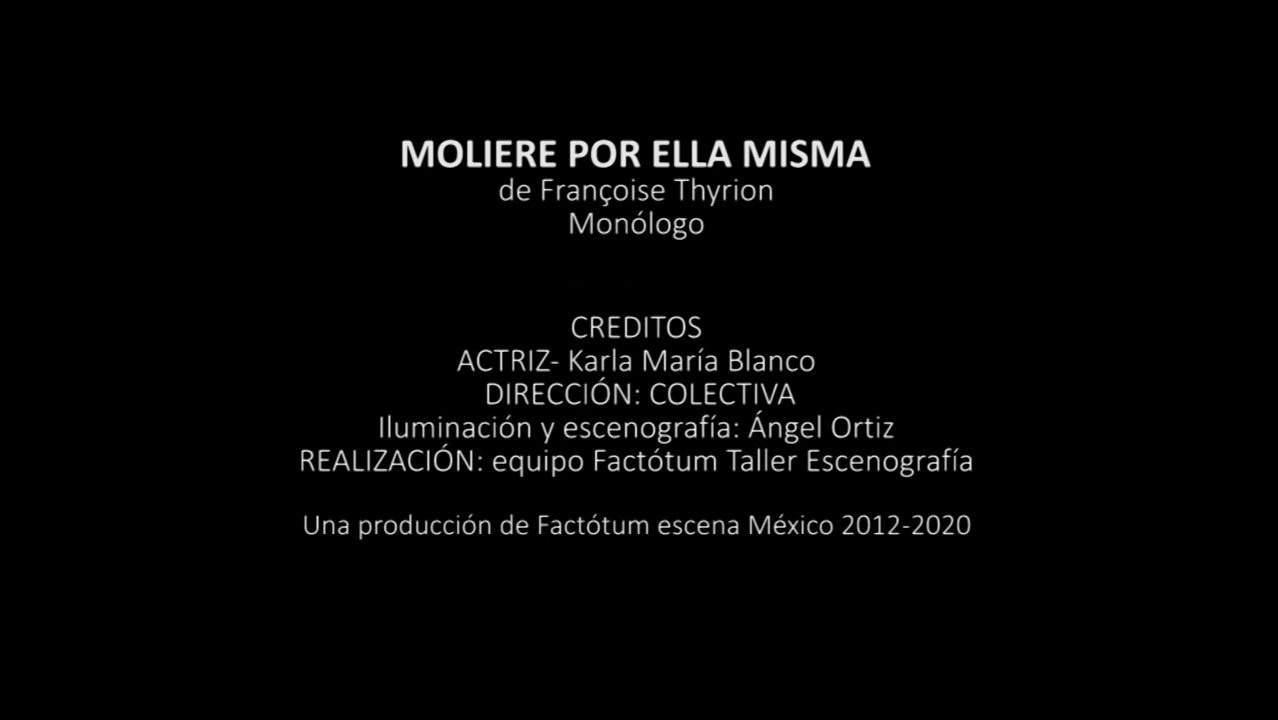 MOLIERE POR ELLA MISMA
de Françoise Thyrion
Monólogo
CREDITOS
ACTRIZ- Karla María Blanco
DIRECCIÓN: COLECTIVA
Iluminación y escenografía: Ángel Ortiz
REALIZACIÓN: equipo Factótum Taller Escenografía
Una producción de Factótum escena México 2012-2020